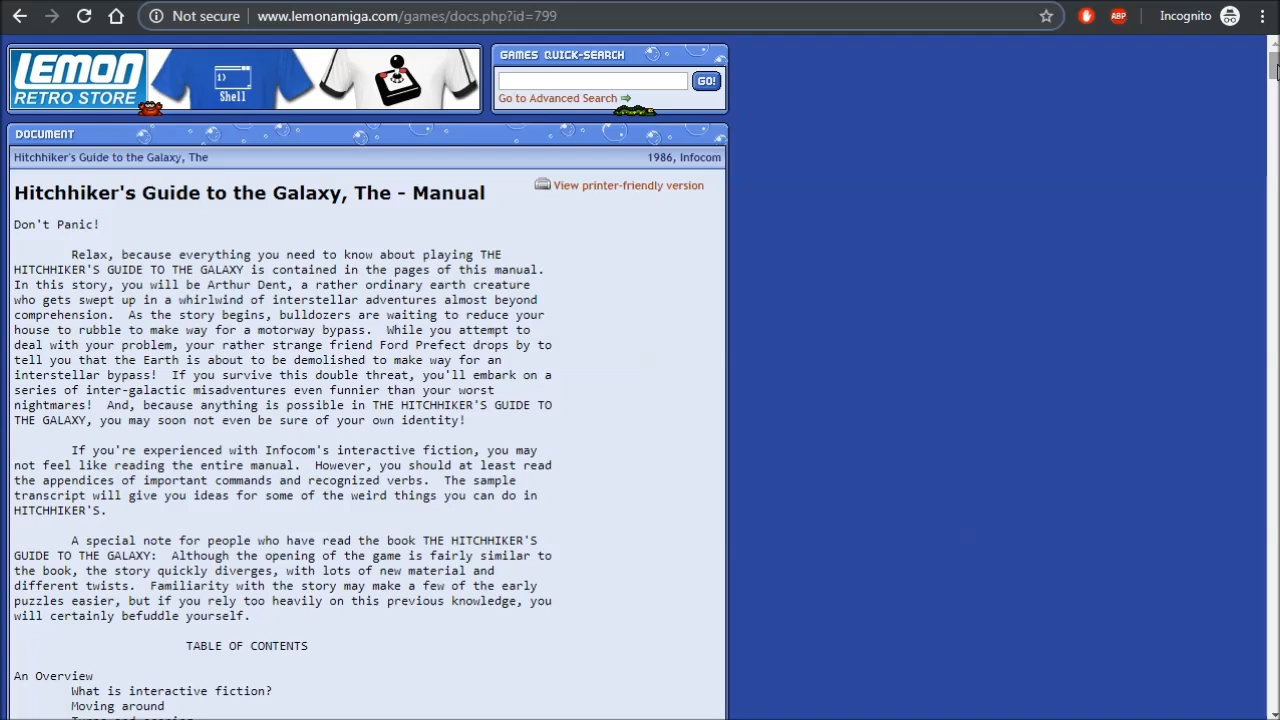 Not secure
www.lemonamiga.com/games/docs.php?id=799
ABP
Incognito
LEMON
RETRO STORE
1)
Shell
GAMES QUICK-SEARCH
GO!
Go to Advanced Search
DOCUMENT
Hitchhiker's Guide to the Galaxy, The
1986, Infocom
Hitchhiker's Guide to the Galaxy, The - Manual
View printer-friendly version
Don't Panic!
Relax, because everything you need to know about playing THE
HITCHHIKER'S GUIDE TO THE GALAXY is contained in the pages of this manual.
In this story, you will be Arthur Dent, a rather ordinary earth creature
who gets swept up in a whirlwind of interstellar adventures almost beyond
comprehension.  As the story begins, bulldozers are waiting to reduce your
house to rubble to make way for a motorway bypass.  While you attempt to
deal with your problem, your rather strange friend Ford Prefect drops by to
tell you that the Earth is about to be demolished to make way for an
interstellar bypass!  If you survive this double threat, you'll embark on a
series of inter-galactic misadventures even funnier than your worst
nightmares!  And, because anything is possible in THE HITCHHIKER'S GUIDE TO
THE GALAXY, you may soon not even be sure of your own identity!
If you're experienced with Infocom's interactive fiction, you may
not feel like reading the entire manual.  However, you should at least read
the appendices of important commands and recognized verbs.  The sample
transcript will give you ideas for some of the weird things you can do in
HITCHHIKER'S.
A special note for people who have read the book THE HITCHHIKER'S
GUIDE TO THE GALAXY:  Although the opening of the game is fairly similar to
the book, the story quickly diverges, with lots of new material and
different twists.  Familiarity with the story may make a few of the early
puzzles easier, but if you rely too heavily on this previous knowledge, you
will certainly befuddle yourself.
TABLE OF CONTENTS
An Overview
What is interactive fiction?
Moving around